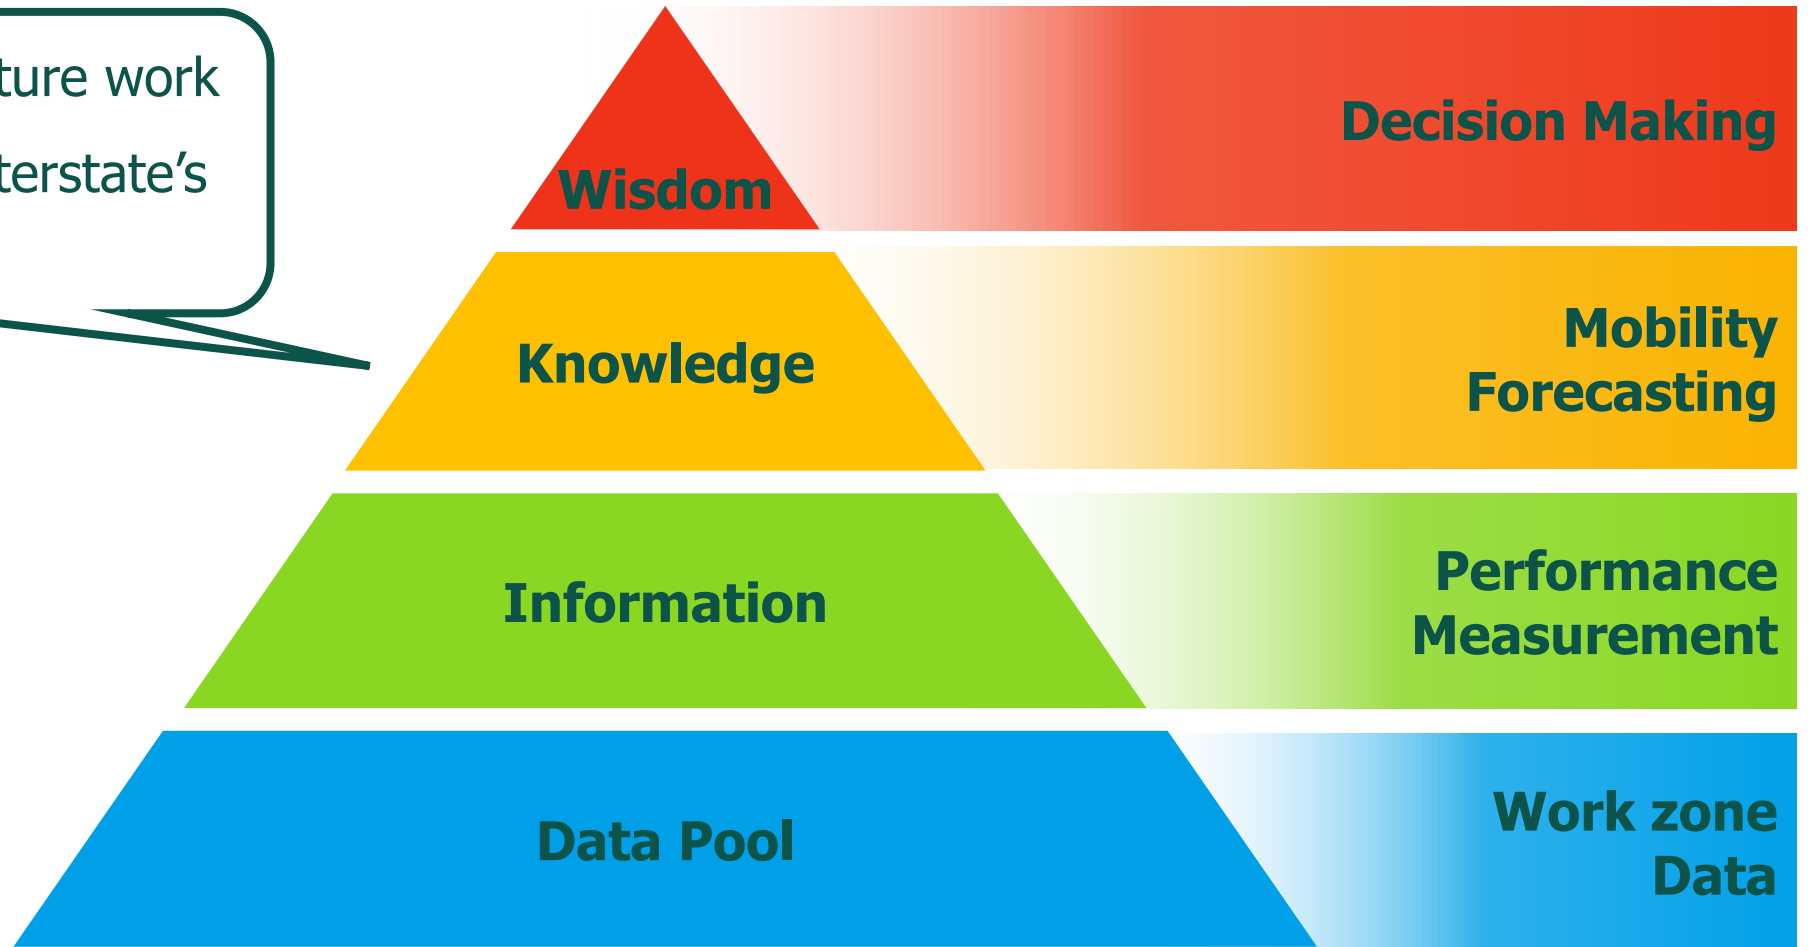 ture work
terstate’s
Wisdom
Decision Making
Knowledge
Mobility
Forecasting
Information
Performance
Measurement
Data Pool
Work zone
Data